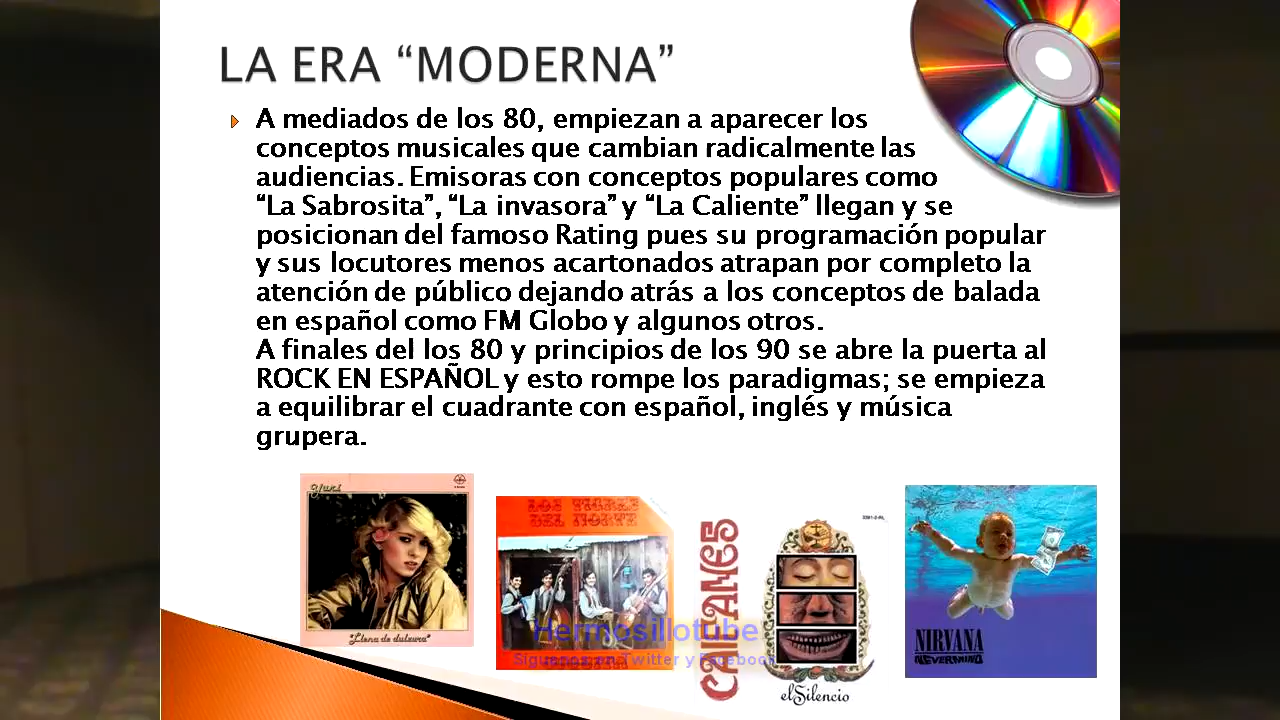 LA ERA “MODERNA”
A mediados de los 80, empiezan a aparecer los
conceptos musicales que cambian radicalmente las
audiencias. Emisoras con conceptos populares como
“La Sabrosita”, “La invasora” y “La Caliente” llegan y se
posicionan del famoso Rating pues su programación popular
y sus locutores menos acartonados atrapan por completo la
atención de público dejando atrás a los conceptos de balada
en español como FM Globo y algunos otros.
A finales del los 80 y principios de los 90 se abre la puerta al
ROCK EN ESPAÑOL y esto rompe los paradigmas; se empieza
a equilibrar el cuadrante con español, inglés y música
grupera.
Yuri
"Llena de dulzura"
LOS TIGRES
DEL NORTE
CAIFANES
elSilencio
NIRVANA
NEVERMIND
Hermosillotube
Siguenos en Twitter y Facebook